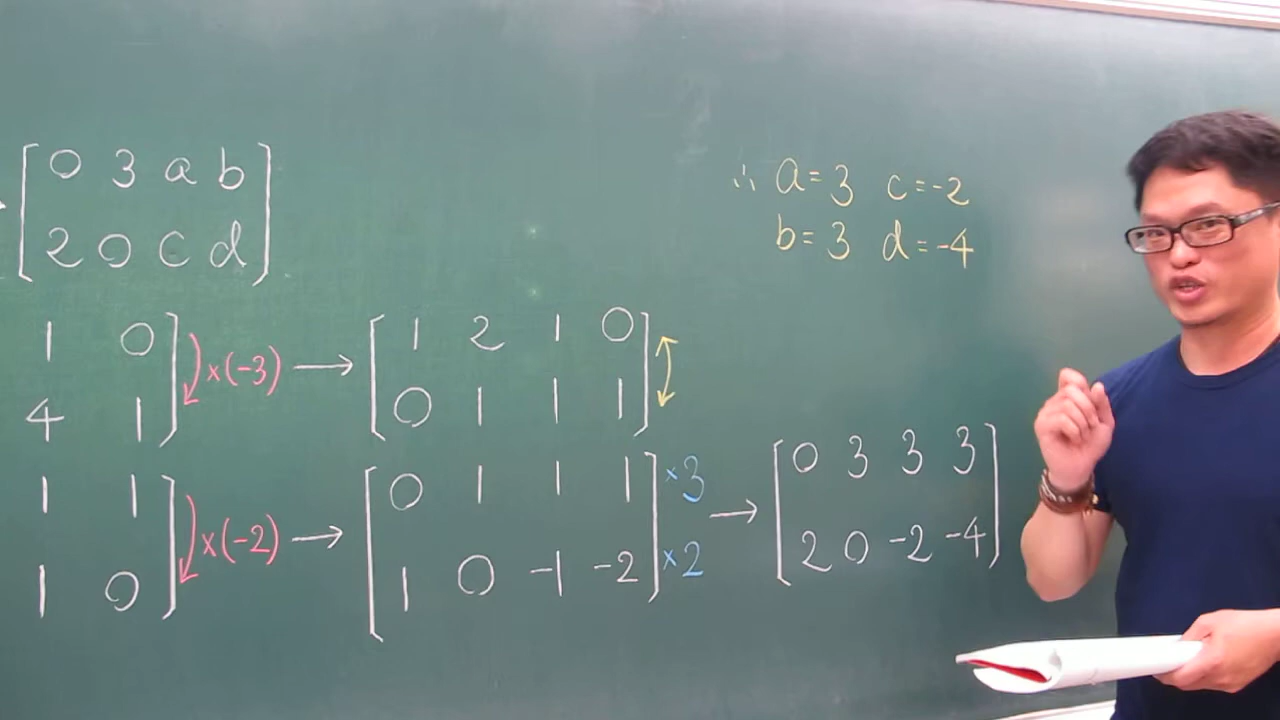 [0 3 a b]
[2 0 c d]
∴ a=3 c=-2
b=3 d=-4
1 0] ×(-3) → [1 2 1 0]
4 1] [0 1 1 1]
1 1] ×(-2) → [0 1 1 1] ×3 → [0 3 3 3]
1 0] [1 0 -1 -2] ×2 [2 0 -2 -4]